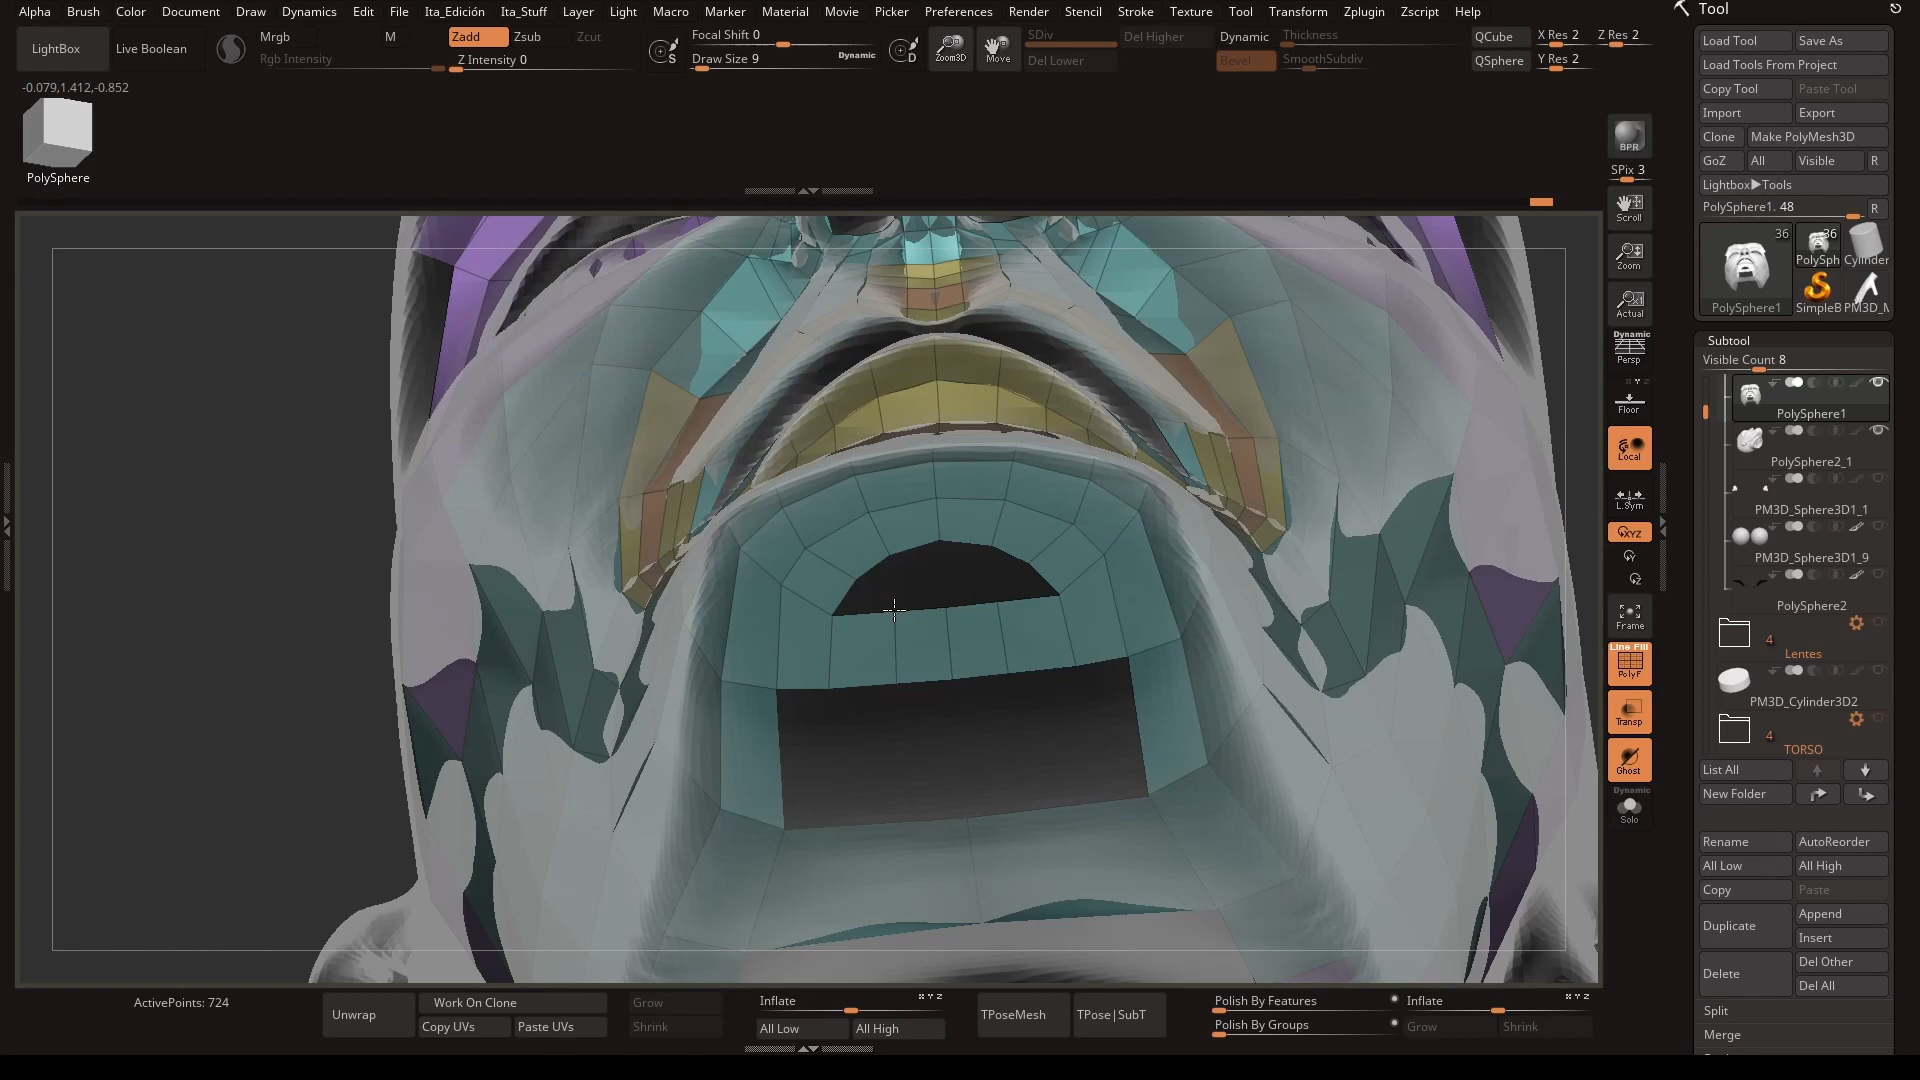 Alpha Brush Color Document Draw Dynamics Edit File Ita_Edición Ita_Stuff Layer Light Macro Marker Material Movie Picker Preferences Render Stencil Stroke Texture Tool Transform Zplugin Zscript Help
Tool
LightBox
Live Boolean
Mrgb
M
Rgb Intensity
Zadd Zsub Zcut
Z Intensity 0
Focal Shift 0
Draw Size 9
Dynamic
S
D
Zoom3D
Move
SDiv
Del Higher
Del Lower
Dynamic Thickness
Bevel SmoothSubdiv
QCube
QSphere
X Res 2
Z Res 2
Y Res 2
-0.079,1.412,-0.852
PolySphere
Load Tool Save As
Load Tools From Project
Copy Tool Paste Tool
Import Export
Clone Make PolyMesh3D
GoZ All Visible R
Lightbox▶Tools
PolySphere1. 48 R
36
36
PolySph Cylinder
PolySphere1 SimpleB PM3D_M
BPR
SPix 3
Scroll
Zoom
Actual
Dynamic
Persp
Floor
Local
L.Sym
XYZ
Y
Z
Frame
Line Fill
PolyF
Transp
Ghost
Dynamic
Solo
Subtool
Visible Count 8
PolySphere1
PolySphere2_1
PM3D_Sphere3D1_1
PM3D_Sphere3D1_9
PolySphere2
4
Lentes
PM3D_Cylinder3D2
4
TORSO
List All
New Folder
Rename AutoReorder
All Low All High
Copy Paste
Duplicate
Append
Insert
Delete
Del Other
Del All
Split
Merge
ActivePoints: 724
Unwrap
Work On Clone
Copy UVs Paste UVs
Grow
Shrink
Inflate
X Y Z
All Low All High
TPoseMesh
TPose|SubT
Polish By Features
Polish By Groups
Inflate
X Y Z
Grow Shrink